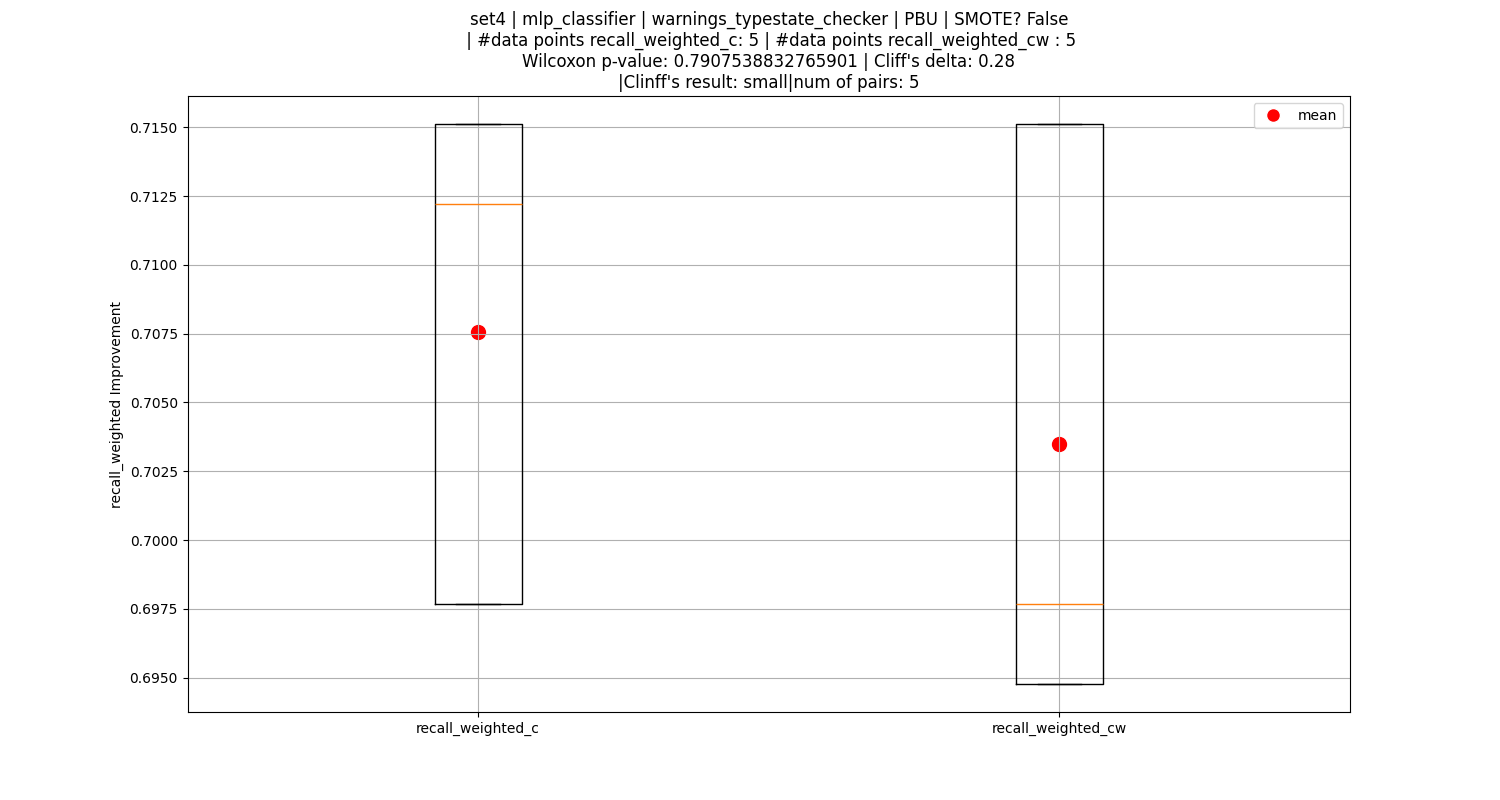 set4 | mlp_classifier | warnings_typestate_checker | PBU | SMOTE? False
| #data points recall_weighted_c: 5 | #data points recall_weighted_cw : 5
Wilcoxon p-value: 0.7907538832765901 | Cliff's delta: 0.28
|Clinff's result: small|num of pairs: 5
mean
0.7150
0.7125
0.7100
0.7075
0.7050
0.7025
0.7000
0.6975
0.6950
recall_weighted Improvement
recall_weighted_c
recall_weighted_cw